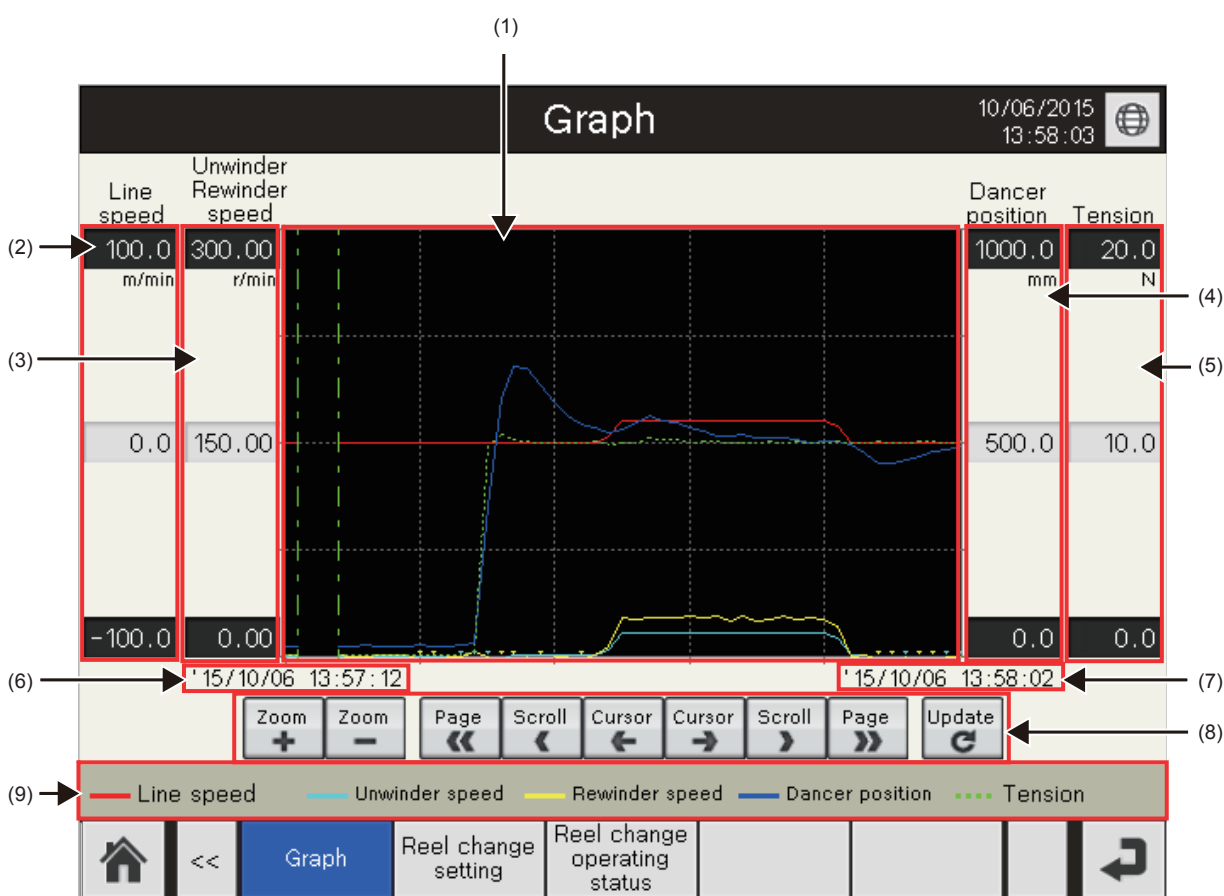 (1)
Graph
10/06/2015
13:58:03
Line
speed
Unwinder
Rewinder
speed
Dancer
position
Tension
(2)
100.0
300.00
1000.0
20.0
m/min
r/min
mm
N
(4)
(3)
(5)
0.0
150.00
500.0
10.0
-100.0
0.00
0.0
0.0
(6)
'15/10/06 13:57:12
'15/10/06 13:58:02
(7)
Zoom
Zoom
Page
Scroll
Cursor
Cursor
Scroll
Page
Update
(8)
(9)
Line speed
Unwinder speed
Rewinder speed
Dancer position
Tension
<<
Graph
Reel change
setting
Reel change
operating
status